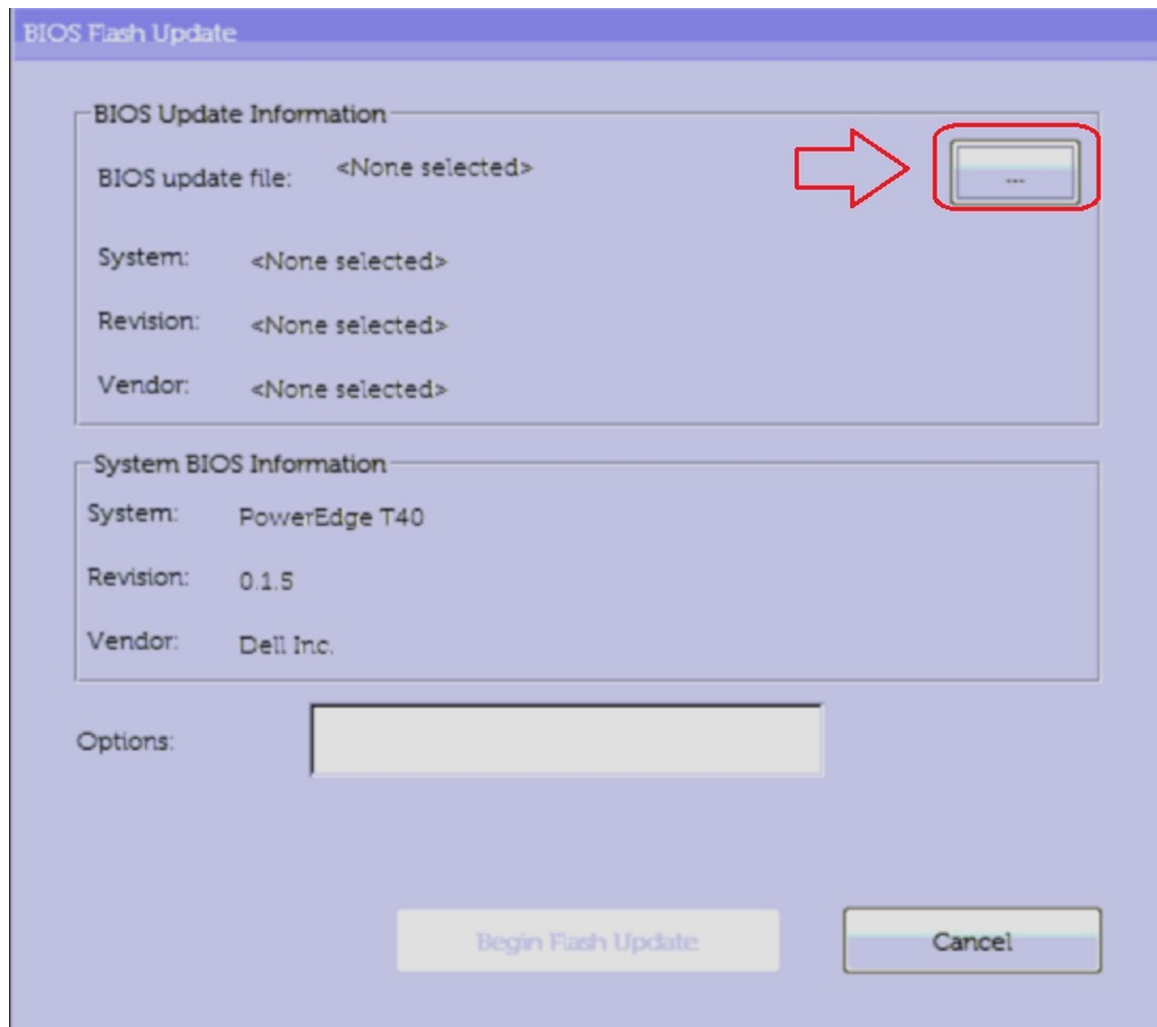 BIOS Flash Update
BIOS Update Information
BIOS update file: <None selected>
...
System: <None selected>
Revision: <None selected>
Vendor: <None selected>
System BIOS Information
System: PowerEdge T40
Revision: 0.1.5
Vendor: Dell Inc.
Options:
Begin Flash Update
Cancel